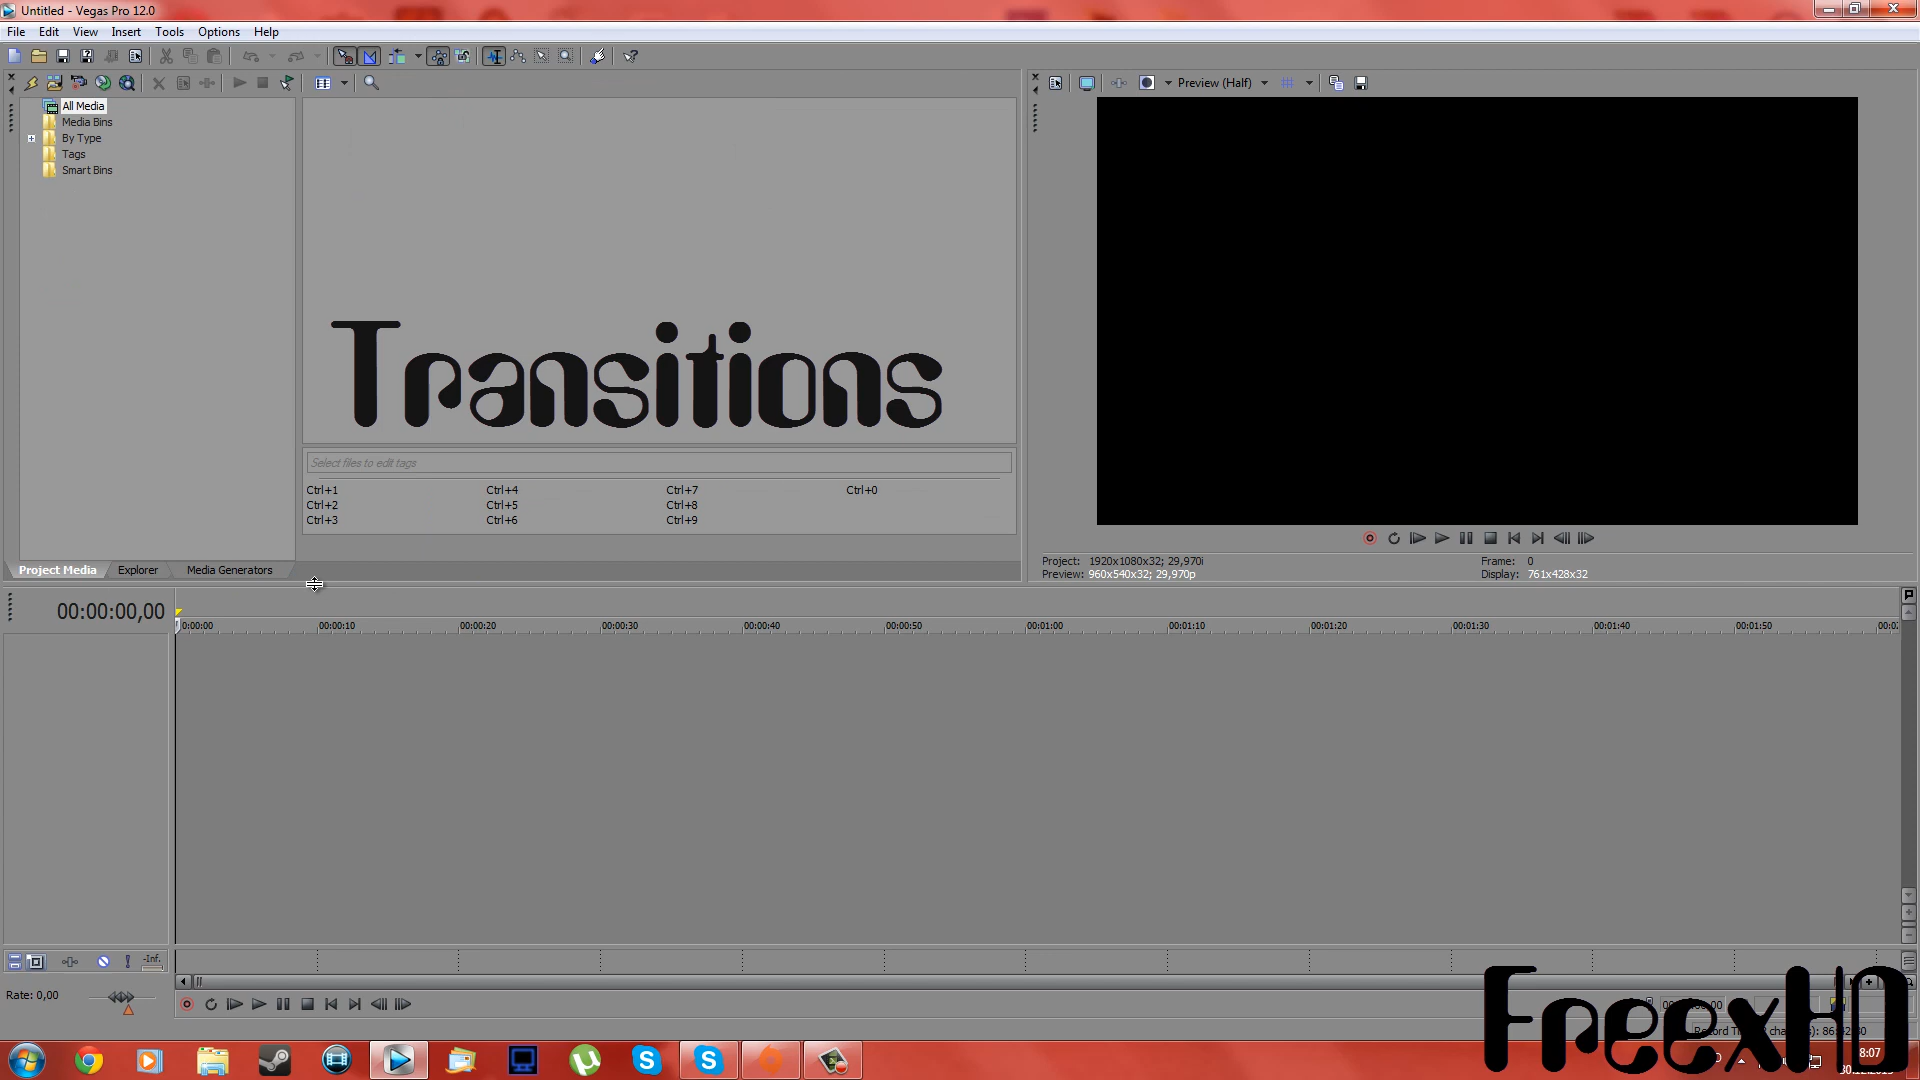 Untitled - Vegas Pro 12.0
File Edit View Insert Tools Options Help
Preview (Half)
All Media
Media Bins
By Type
Tags
Smart Bins
Transitions
Select files to edit tags
Ctrl+1 Ctrl+4 Ctrl+7 Ctrl+0
Ctrl+2 Ctrl+5 Ctrl+8
Ctrl+3 Ctrl+6 Ctrl+9
Project Media Explorer Media Generators
Project: 1920x1080x32; 29,970i Frame: 0
Preview: 960x540x32; 29,970p Display: 761x428x32
00:00:00,00
0:00:00 00:00:10 00:00:20 00:00:30 00:00:40 00:00:50 00:01:00 00:01:10 00:01:20 00:01:30 00:01:40 00:01:50
-Inf.
Rate: 0,00
FreexHD
8:07